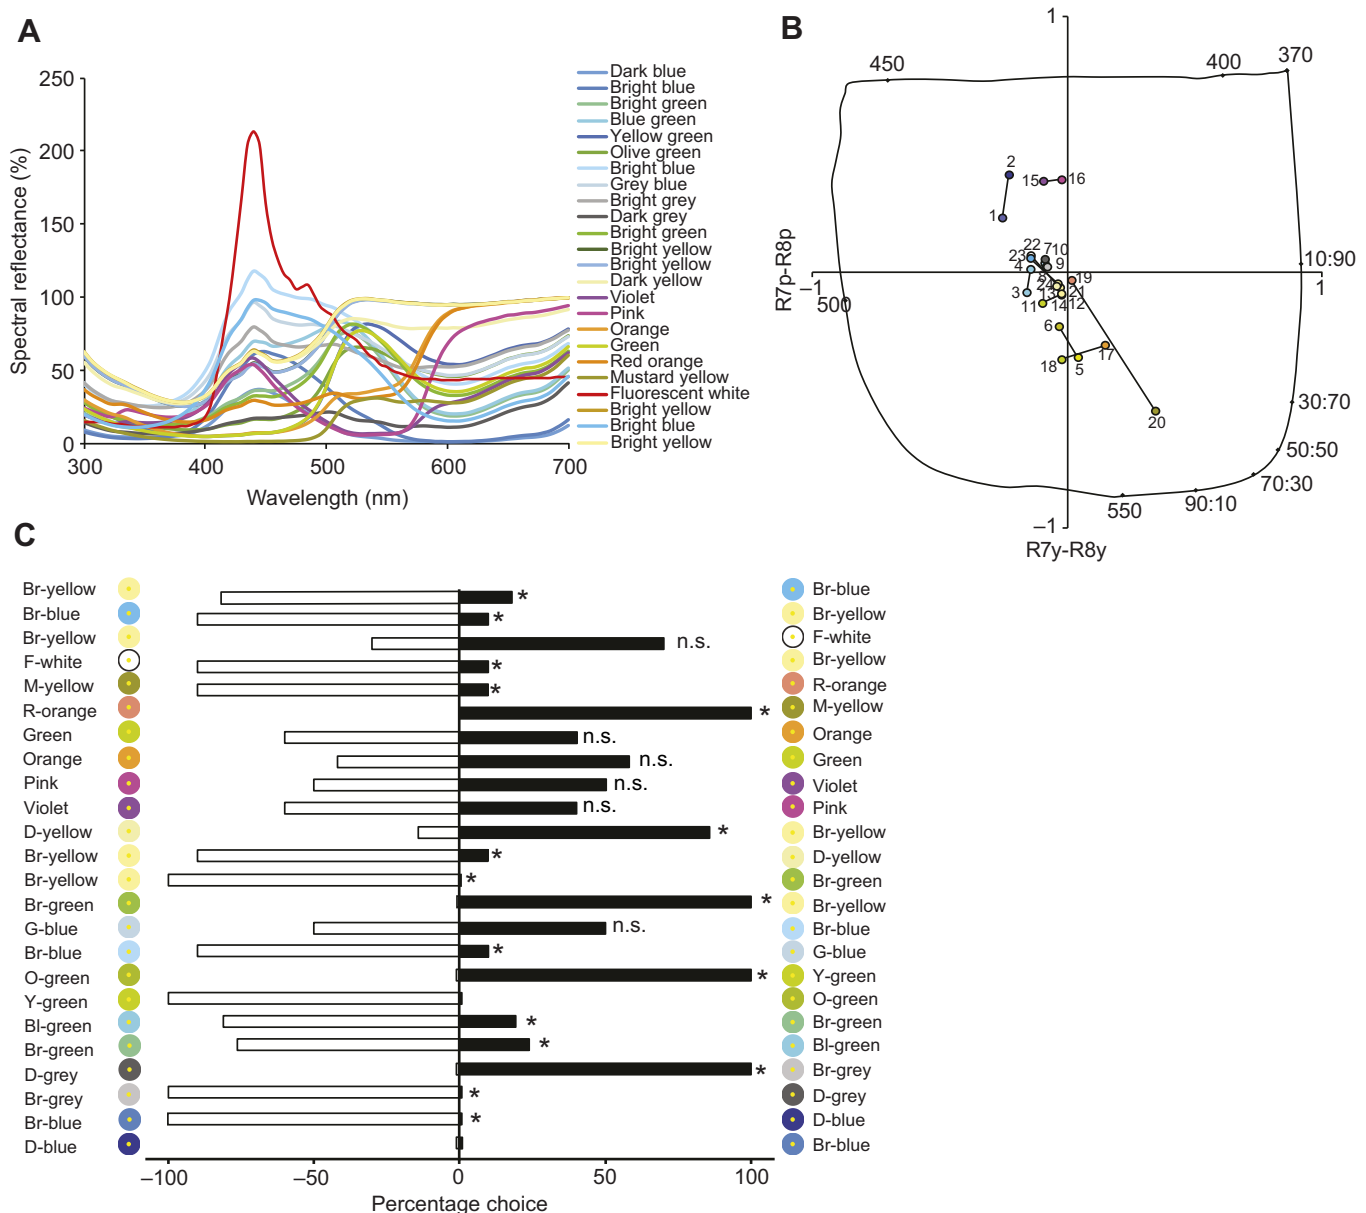 A
Spectral reflectance (%)
250
200
150
100
50
0
300
400
500
600
700
Wavelength (nm)
Dark blue
Bright blue
Bright green
Blue green
Yellow green
Olive green
Bright blue
Grey blue
Bright grey
Dark grey
Bright green
Bright yellow
Bright yellow
Dark yellow
Violet
Pink
Orange
Green
Red orange
Mustard yellow
Fluorescent white
Bright yellow
Bright blue
Bright yellow
B
1
450
400
370
2
15
16
1
R7p-R8p
22
23
7
10
4
9
19
10:90
–1
1
500
3
24
21
11
14
12
6
17
18
5
20
30:70
50:50
70:30
90:10
550
–1
R7y-R8y
C
Br-yellow * Br-blue
Br-blue * Br-yellow
Br-yellow n.s. F-white
F-white * Br-yellow
M-yellow * R-orange
R-orange * M-yellow
Green n.s. Orange
Orange n.s. Green
Pink n.s. Violet
Violet n.s. Pink
D-yellow * Br-yellow
Br-yellow * D-yellow
Br-yellow * Br-green
Br-green * Br-yellow
G-blue n.s. Br-blue
Br-blue * G-blue
O-green * Y-green
Y-green O-green
Bl-green * Br-green
Br-green * Bl-green
D-grey * Br-grey
Br-grey * D-grey
Br-blue * D-blue
D-blue Br-blue
–100
–50
0
50
100
Percentage choice